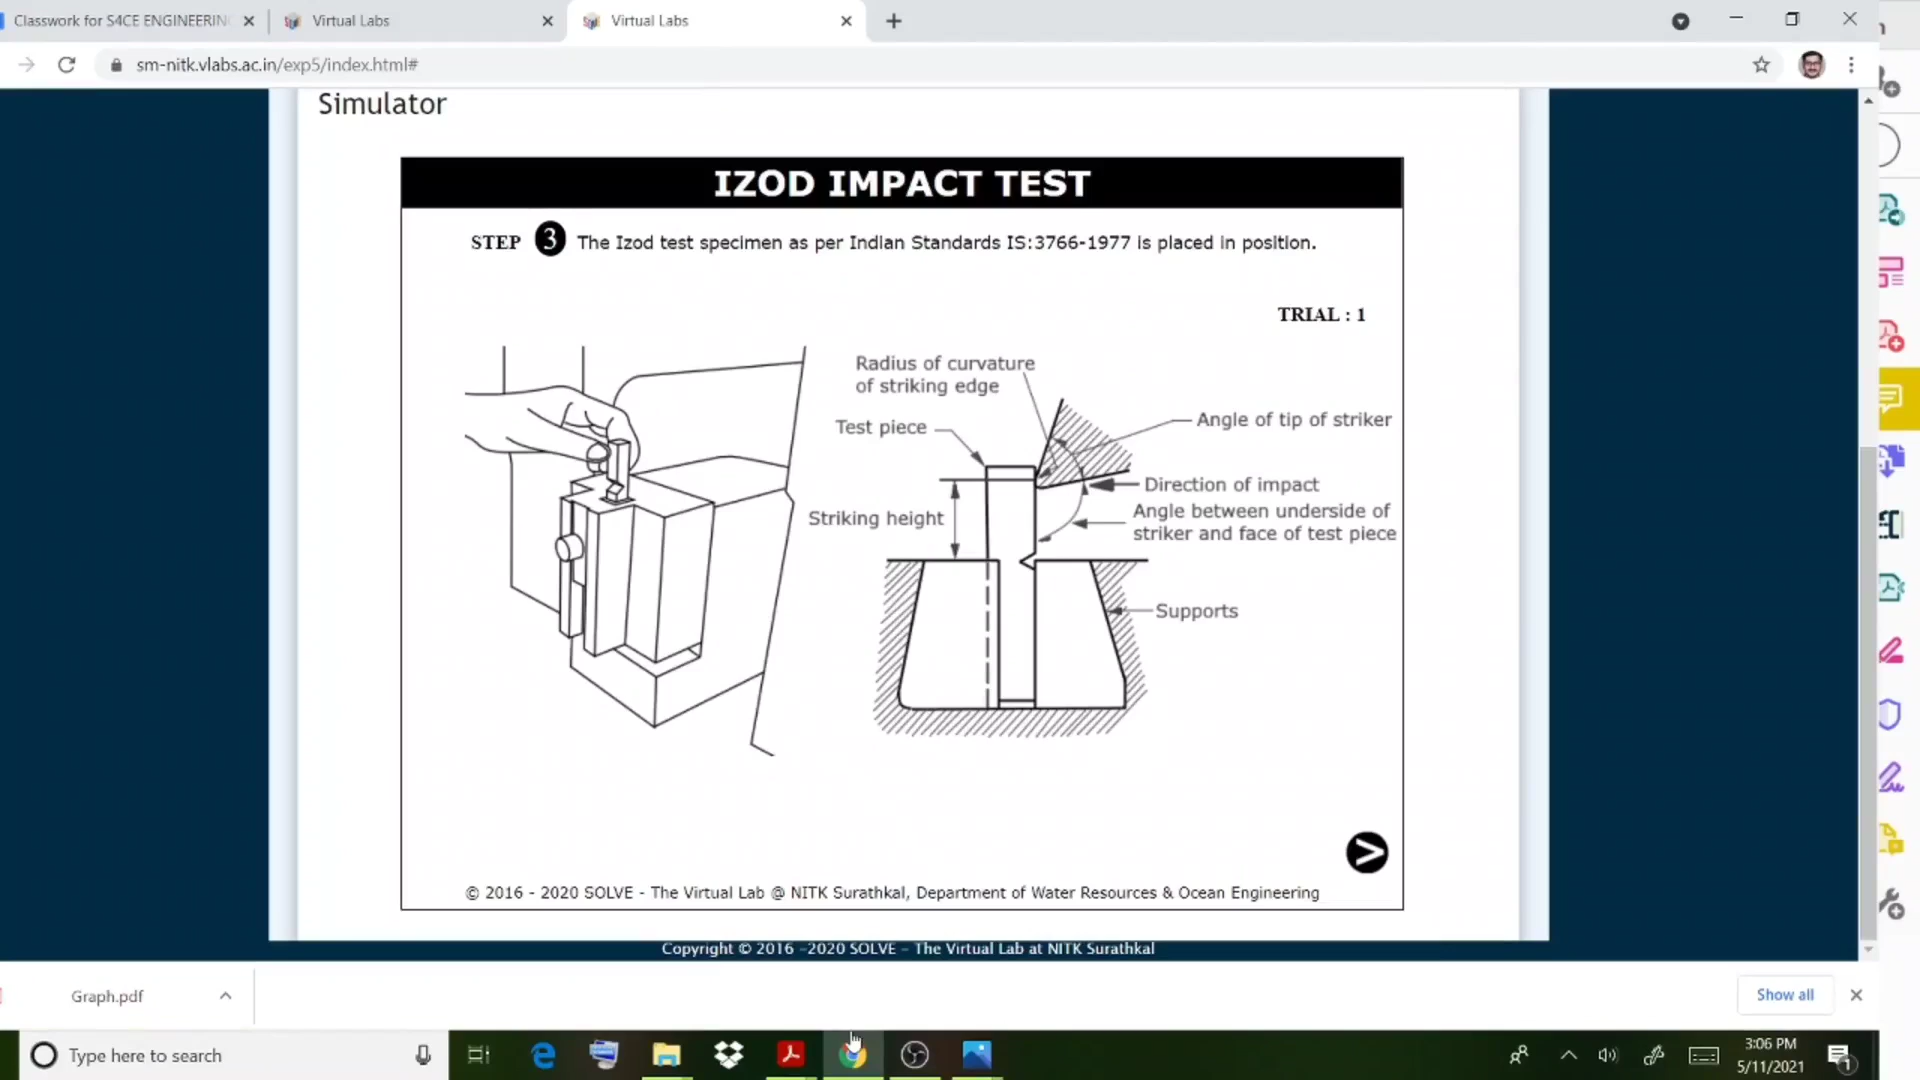 Classwork for S4CE ENGINEERIN
Virtual Labs
Virtual Labs
sm-nitk.vlabs.ac.in/exp5/index.html#
Simulator
IZOD IMPACT TEST
STEP 3 The Izod test specimen as per Indian Standards IS:3766-1977 is placed in position.
TRIAL : 1
Radius of curvature
of striking edge
Test piece
Angle of tip of striker
Direction of impact
Striking height
Angle between underside of
striker and face of test piece
Supports
© 2016 - 2020 SOLVE - The Virtual Lab @ NITK Surathkal, Department of Water Resources & Ocean Engineering
Copyright © 2016 -2020 SOLVE - The Virtual Lab at NITK Surathkal
Graph.pdf
Show all
Type here to search
3:06 PM
5/11/2021
1